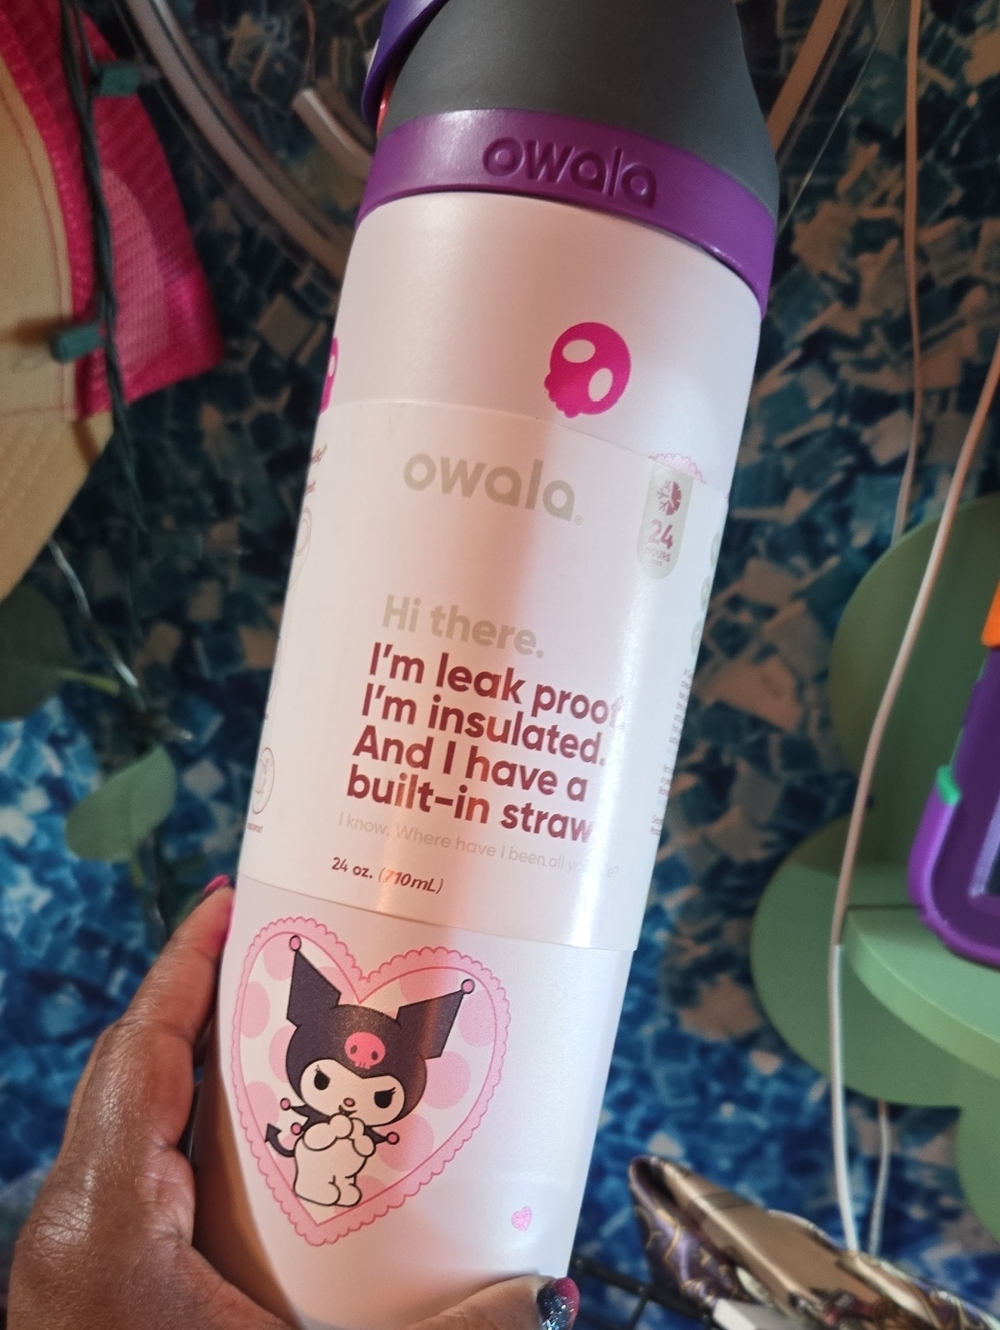 owala
owala®
24
HOURS
Hi there.
I'm leak proof.
I'm insulated.
And I have a
built-in straw
I know. Where have I been all
24 oz. (710mL)